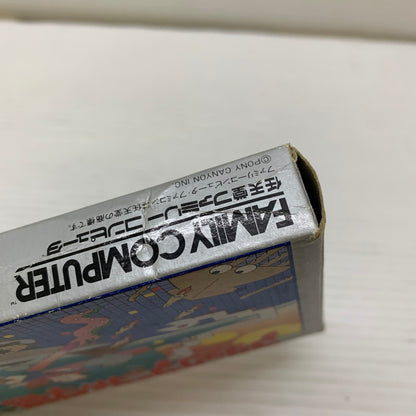 FAMILY COMPUTER™
任天堂ファミリーコンピュータ
ファミリーコンピュータ・ファミコンは任天堂の商標です。
©PONY CANYON INC.